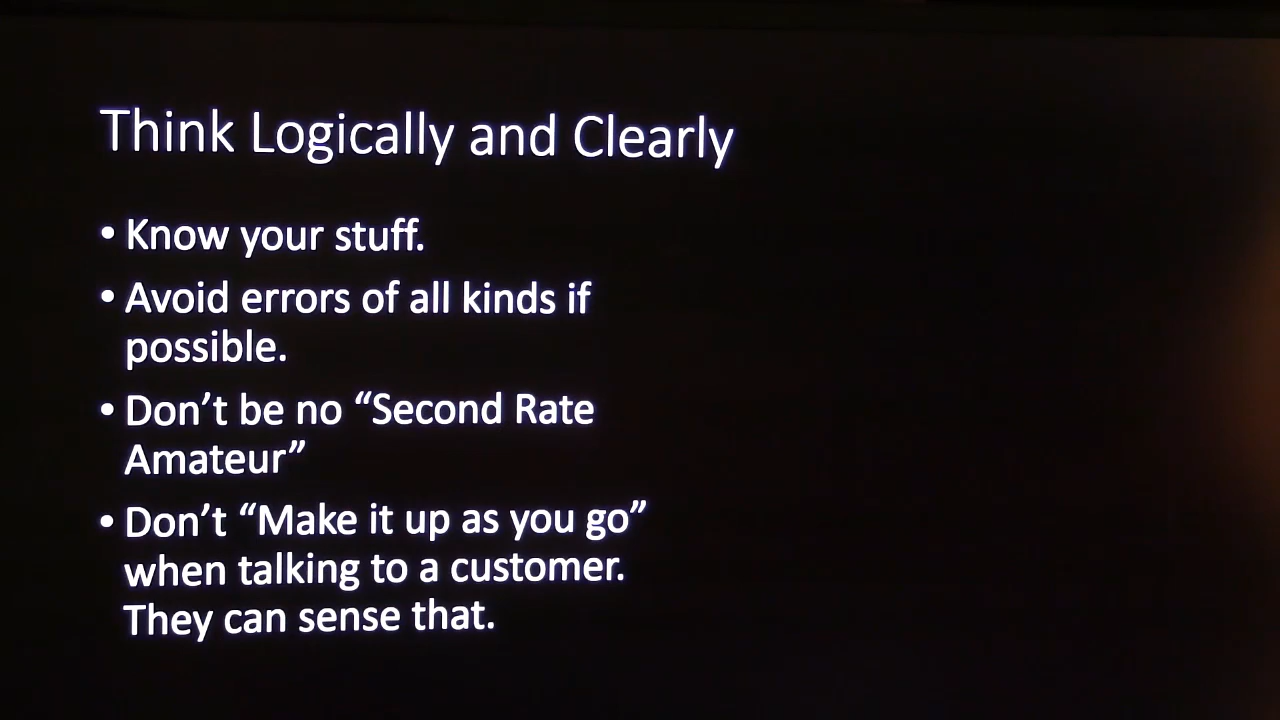 Think Logically and Clearly
• Know your stuff.
• Avoid errors of all kinds if
possible.
• Don’t be no “Second Rate
Amateur”
• Don’t “Make it up as you go”
when talking to a customer.
They can sense that.